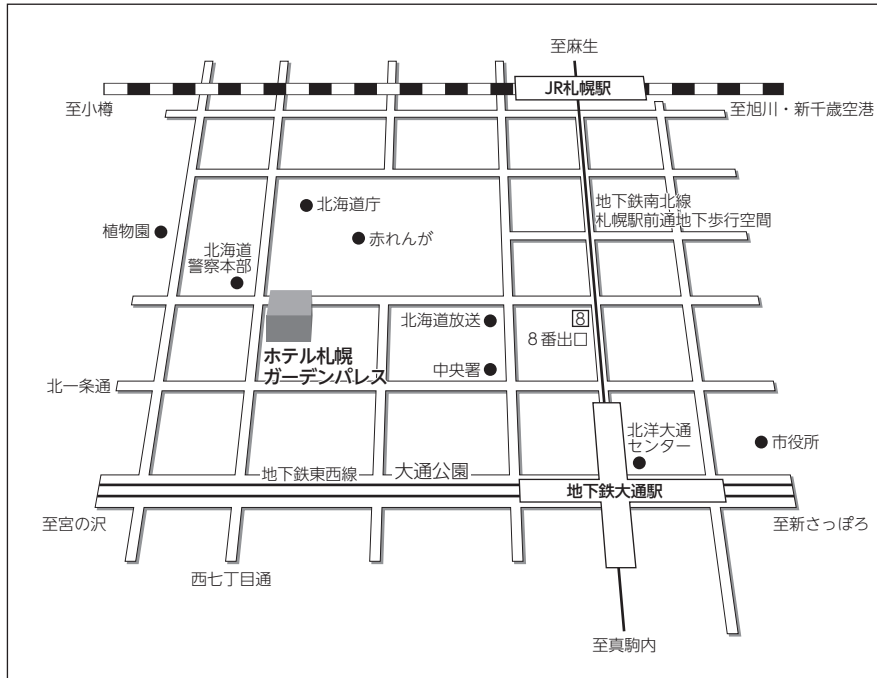 至麻生
JR札幌駅
至小樽
至旭川・新千歳空港
地下鉄南北線
札幌駅前通地下歩行空間
北海道庁
植物園
赤れんが
北海道
警察本部
北海道放送
8
8番出口
ホテル札幌
ガーデンパレス
中央署
北一条通
北洋大通
センター
市役所
地下鉄東西線
大通公園
地下鉄大通駅
至宮の沢
至新さっぽろ
西七丁目通
至真駒内